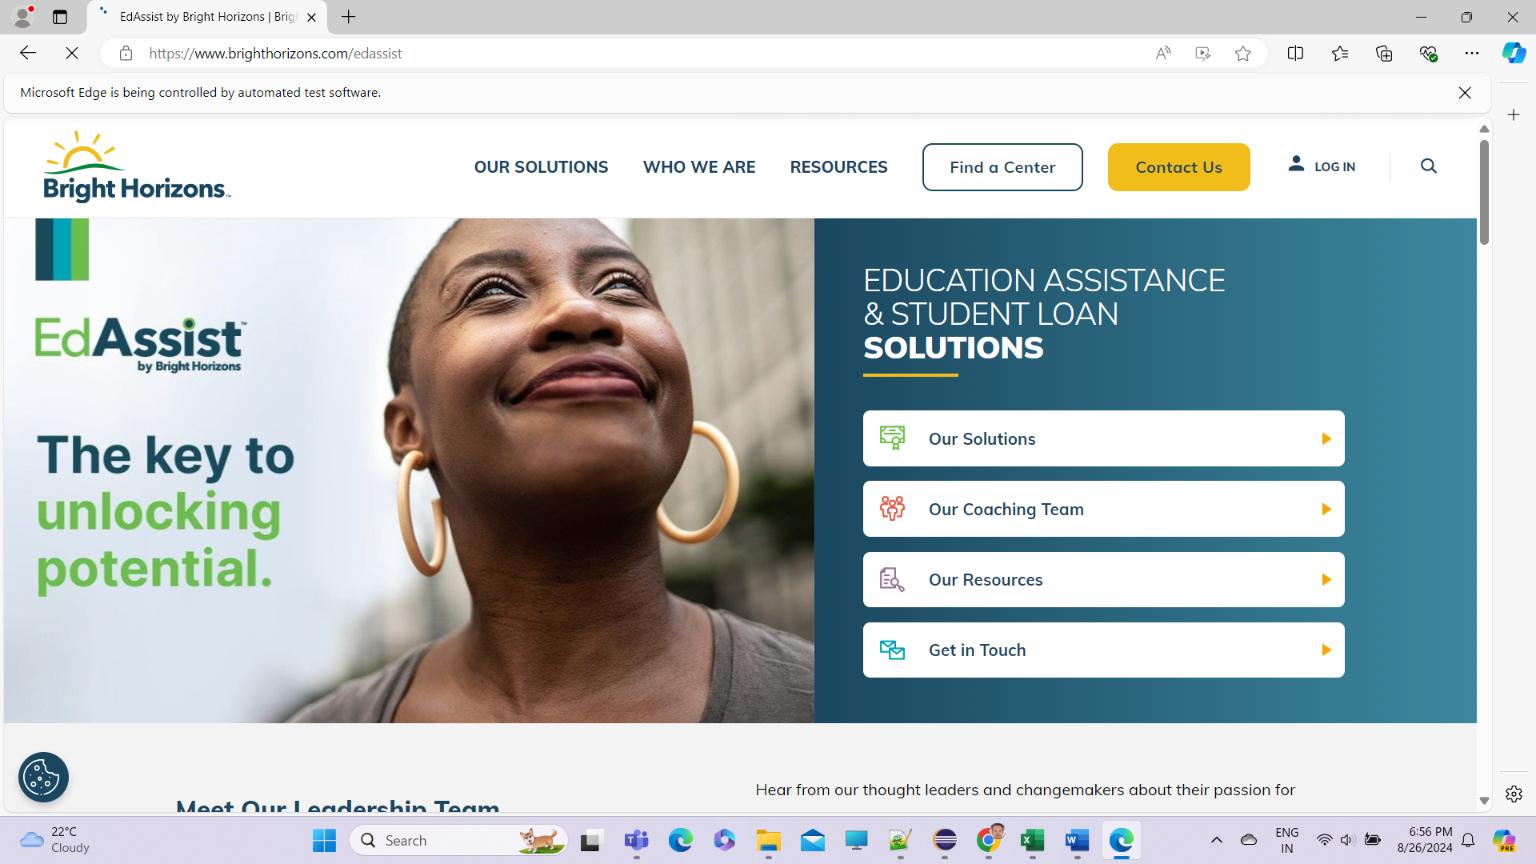 EdAssist by Bright Horizons | Brig
https://www.brighthorizons.com/edassist
Microsoft Edge is being controlled by automated test software.
Bright Horizons™
OUR SOLUTIONS
WHO WE ARE
RESOURCES
Find a Center
Contact Us
LOG IN
EdAssist™
by Bright Horizons
The key to
unlocking
potential.
EDUCATION ASSISTANCE
& STUDENT LOAN
SOLUTIONS
Our Solutions
Our Coaching Team
Our Resources
Get in Touch
Meet Our Leadership Team
Hear from our thought leaders and changemakers about their passion for
22°C
Cloudy
Search
ENG
IN
6:56 PM
8/26/2024
PRE